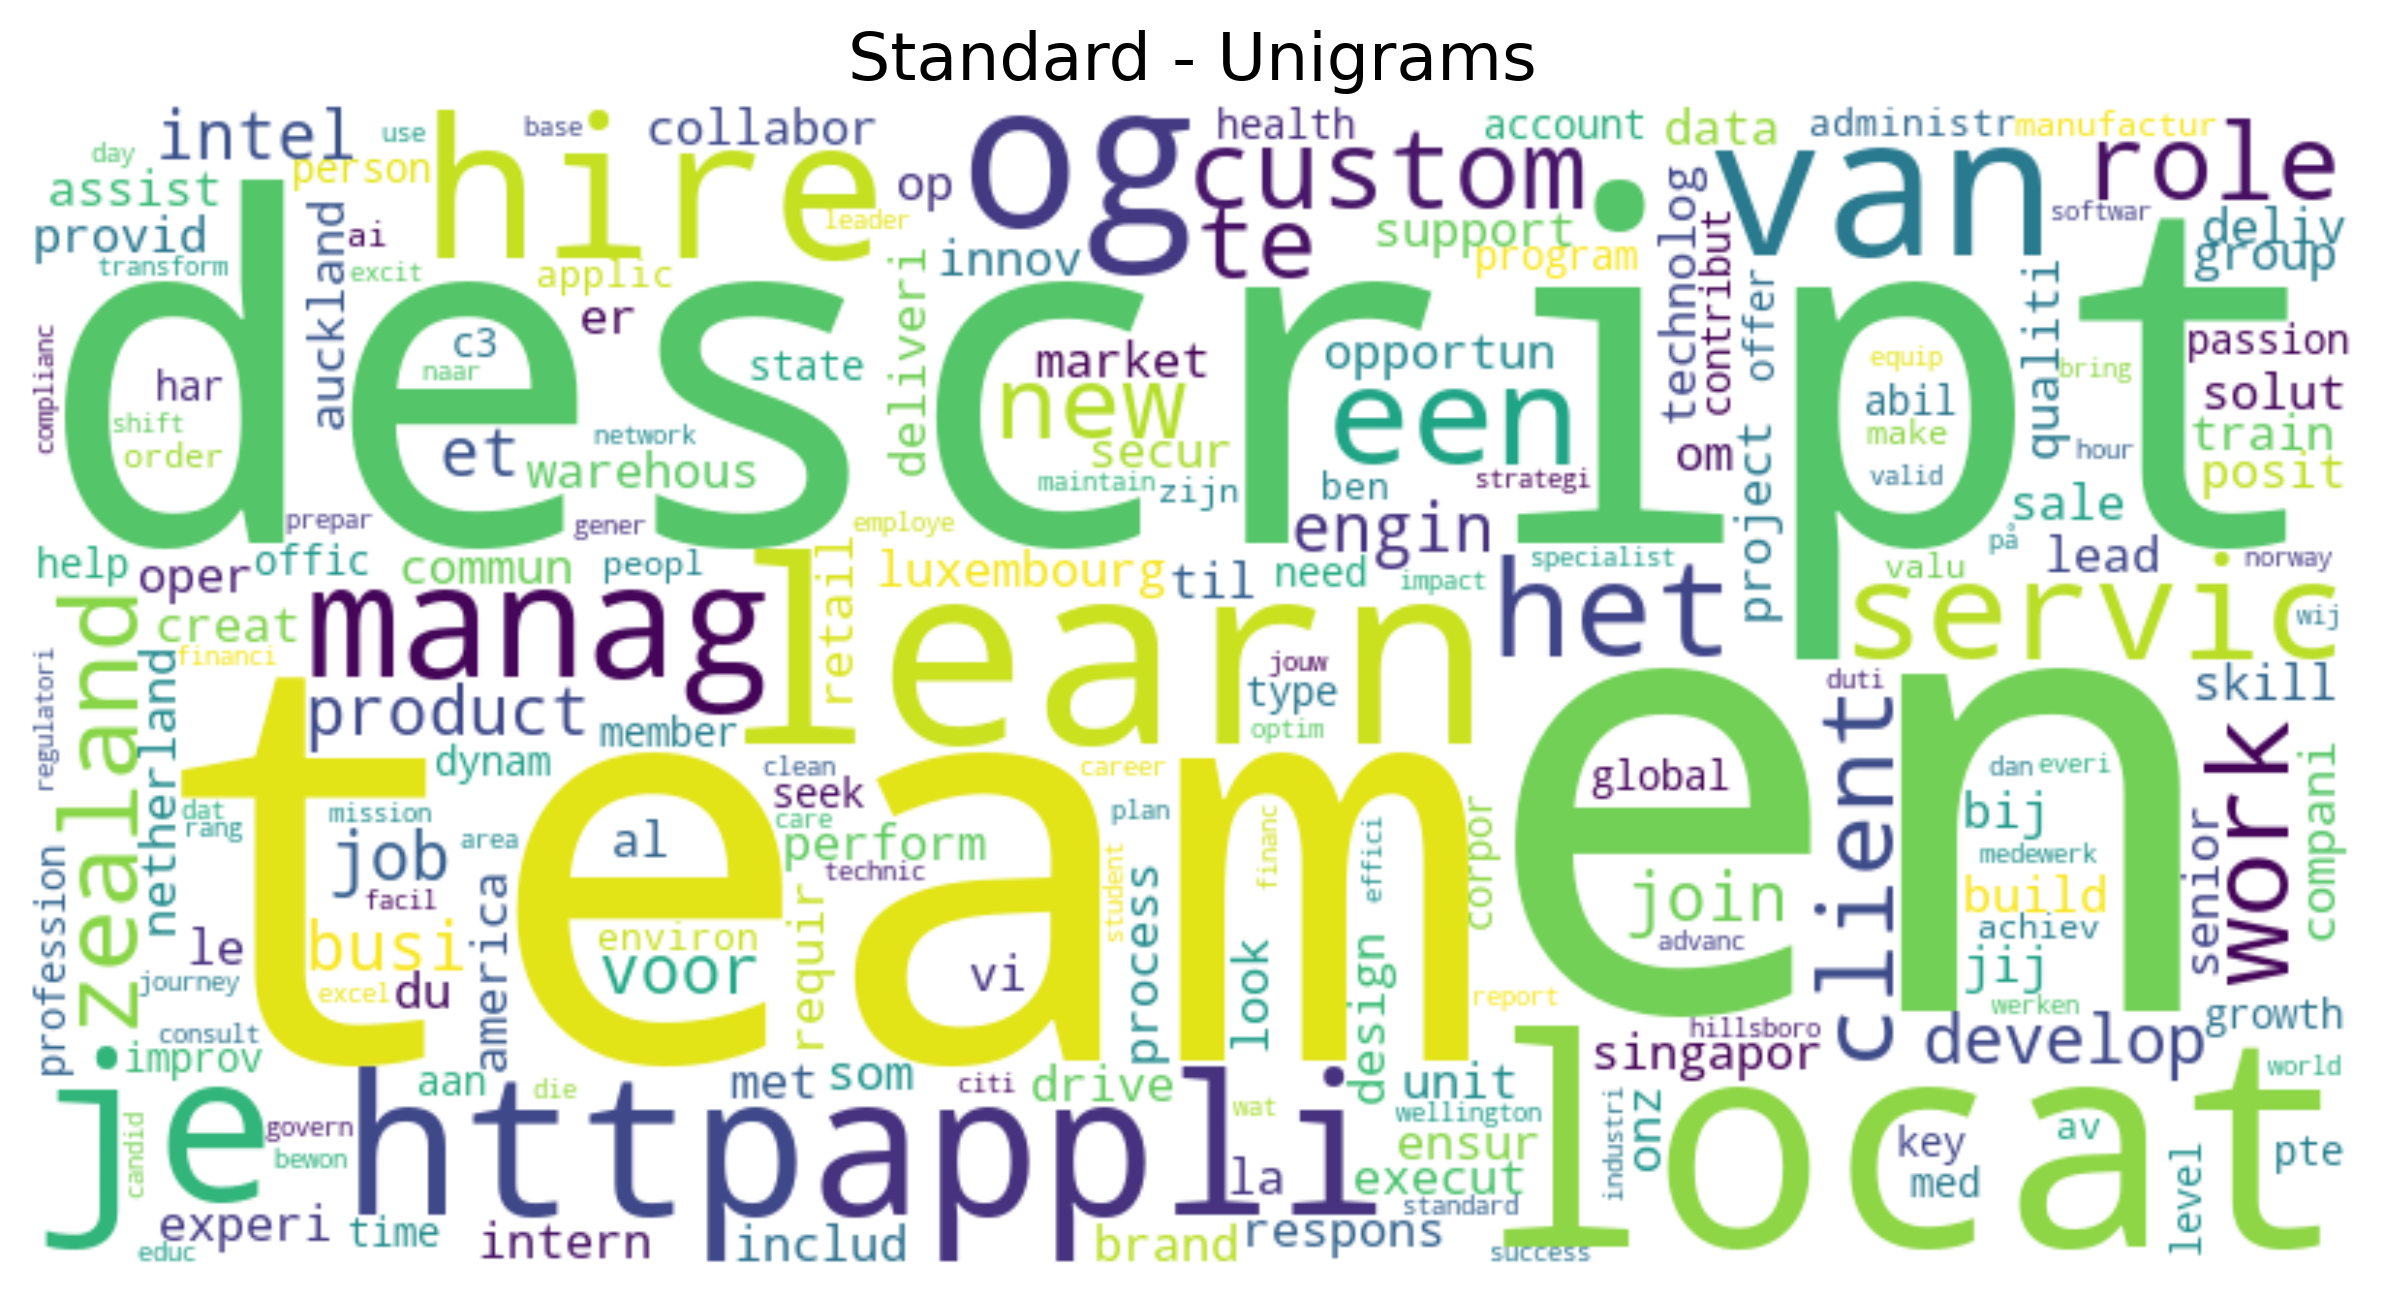 Standard - Unigrams
intel
use
hire
base
collabor
og
health
account
data
administr
manufactur
role
day
person
assist
op
custom
van
technolog
softwar
deliv
provid
auckland
ai
leader
te
support
program
contribut
group
transform
excit
applic
innov
deliveri
descript
er
offer
qualiti
complianc
har
c3
naar
state
market
new
opportun
een
equip
abil
make
valid
bring
passion
solut
shift
order
et
network
warehous
secur
maintain
zijn
ben
strategi
om
project
hour
train
posit
prepar
gener
employe
engin
sale
på
help
oper
offic
commun
peopl
retail
luxembourg
til
need
impact
specialist
het
valu
lead
norway
zealand
creat
manag
learn
servic
wij
financi
regulatori
netherland
product
member
jouw
type
optim
duti
client
skill
team
dynam
clean
seek
career
global
en
dan
everi
work
compani
dat
rang
mission
job
area
al
care
perform
technic
plan
student
financ
effici
corpor
join
advanc
bij
medewerk
build
achiev
jij
werken
senior
profession
facil
america
le
busi
environ
voor
requir
vi
process
look
design
report
journey
excel
du
hillsboro
growth
consult
improv
singapor
develop
world
je
aan
die
met
som
citi
drive
wat
unit
wellington
locat
candid
govern
bewon
http
appli
ensur
industri
onz
key
av
med
pte
level
la
execut
standard
experi
time
intern
includ
brand
respons
success
educ